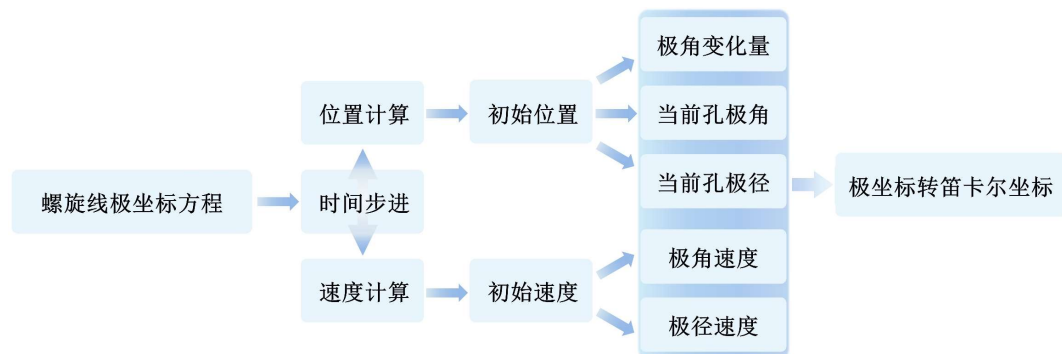 螺旋线极坐标方程
位置计算
时间步进
速度计算
初始位置
初始速度
极角变化量
当前孔极角
当前孔极径
极角速度
极径速度
极坐标转笛卡尔坐标